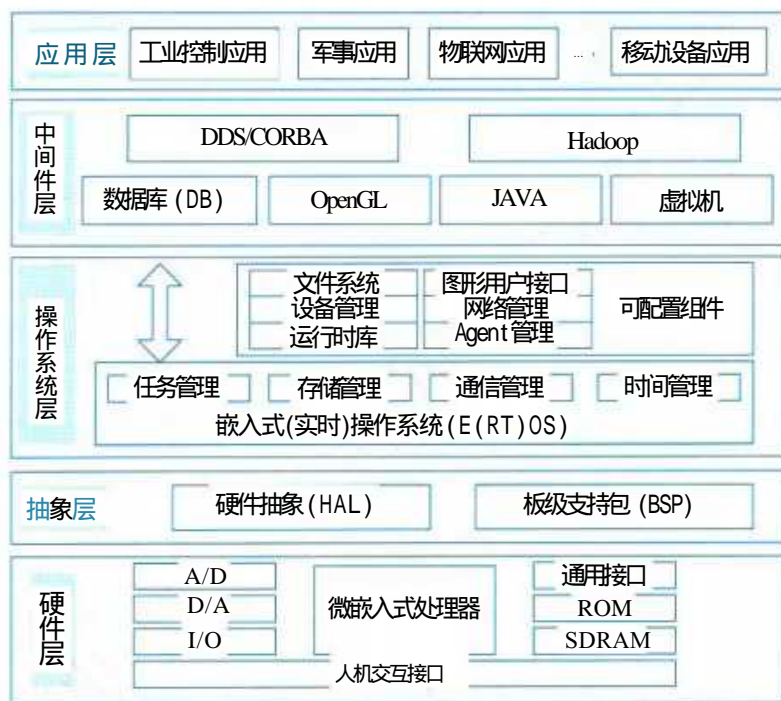 应用层 工业控制应用 军事应用 物联网应用 … , 移动设备应用
中间件层
DDS/CORBA Hadoop
数据库(DB) OpenGL JAVA 虚拟机
操作系统层
文件系统 图形用户接口
设备管理 网络管理 可配置组件
运行时库 Agent管理
任务管理 存储管理 通信管理 时间管理
嵌入式(实时)操作系统(E(RT)OS)
抽象层 硬件抽象(HAL) 板级支持包(BSP)
硬件层
A/D 通用接口
D/A 微嵌入式处理器 ROM
I/O SDRAM
人机交互接口